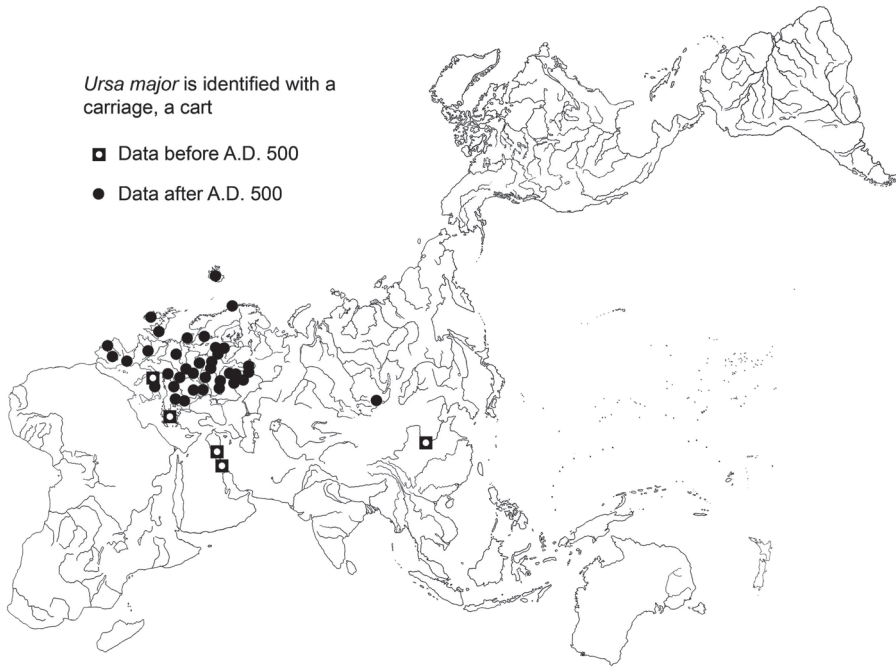 Ursa major is identified with a
carriage, a cart
Data before A.D. 500
Data after A.D. 500